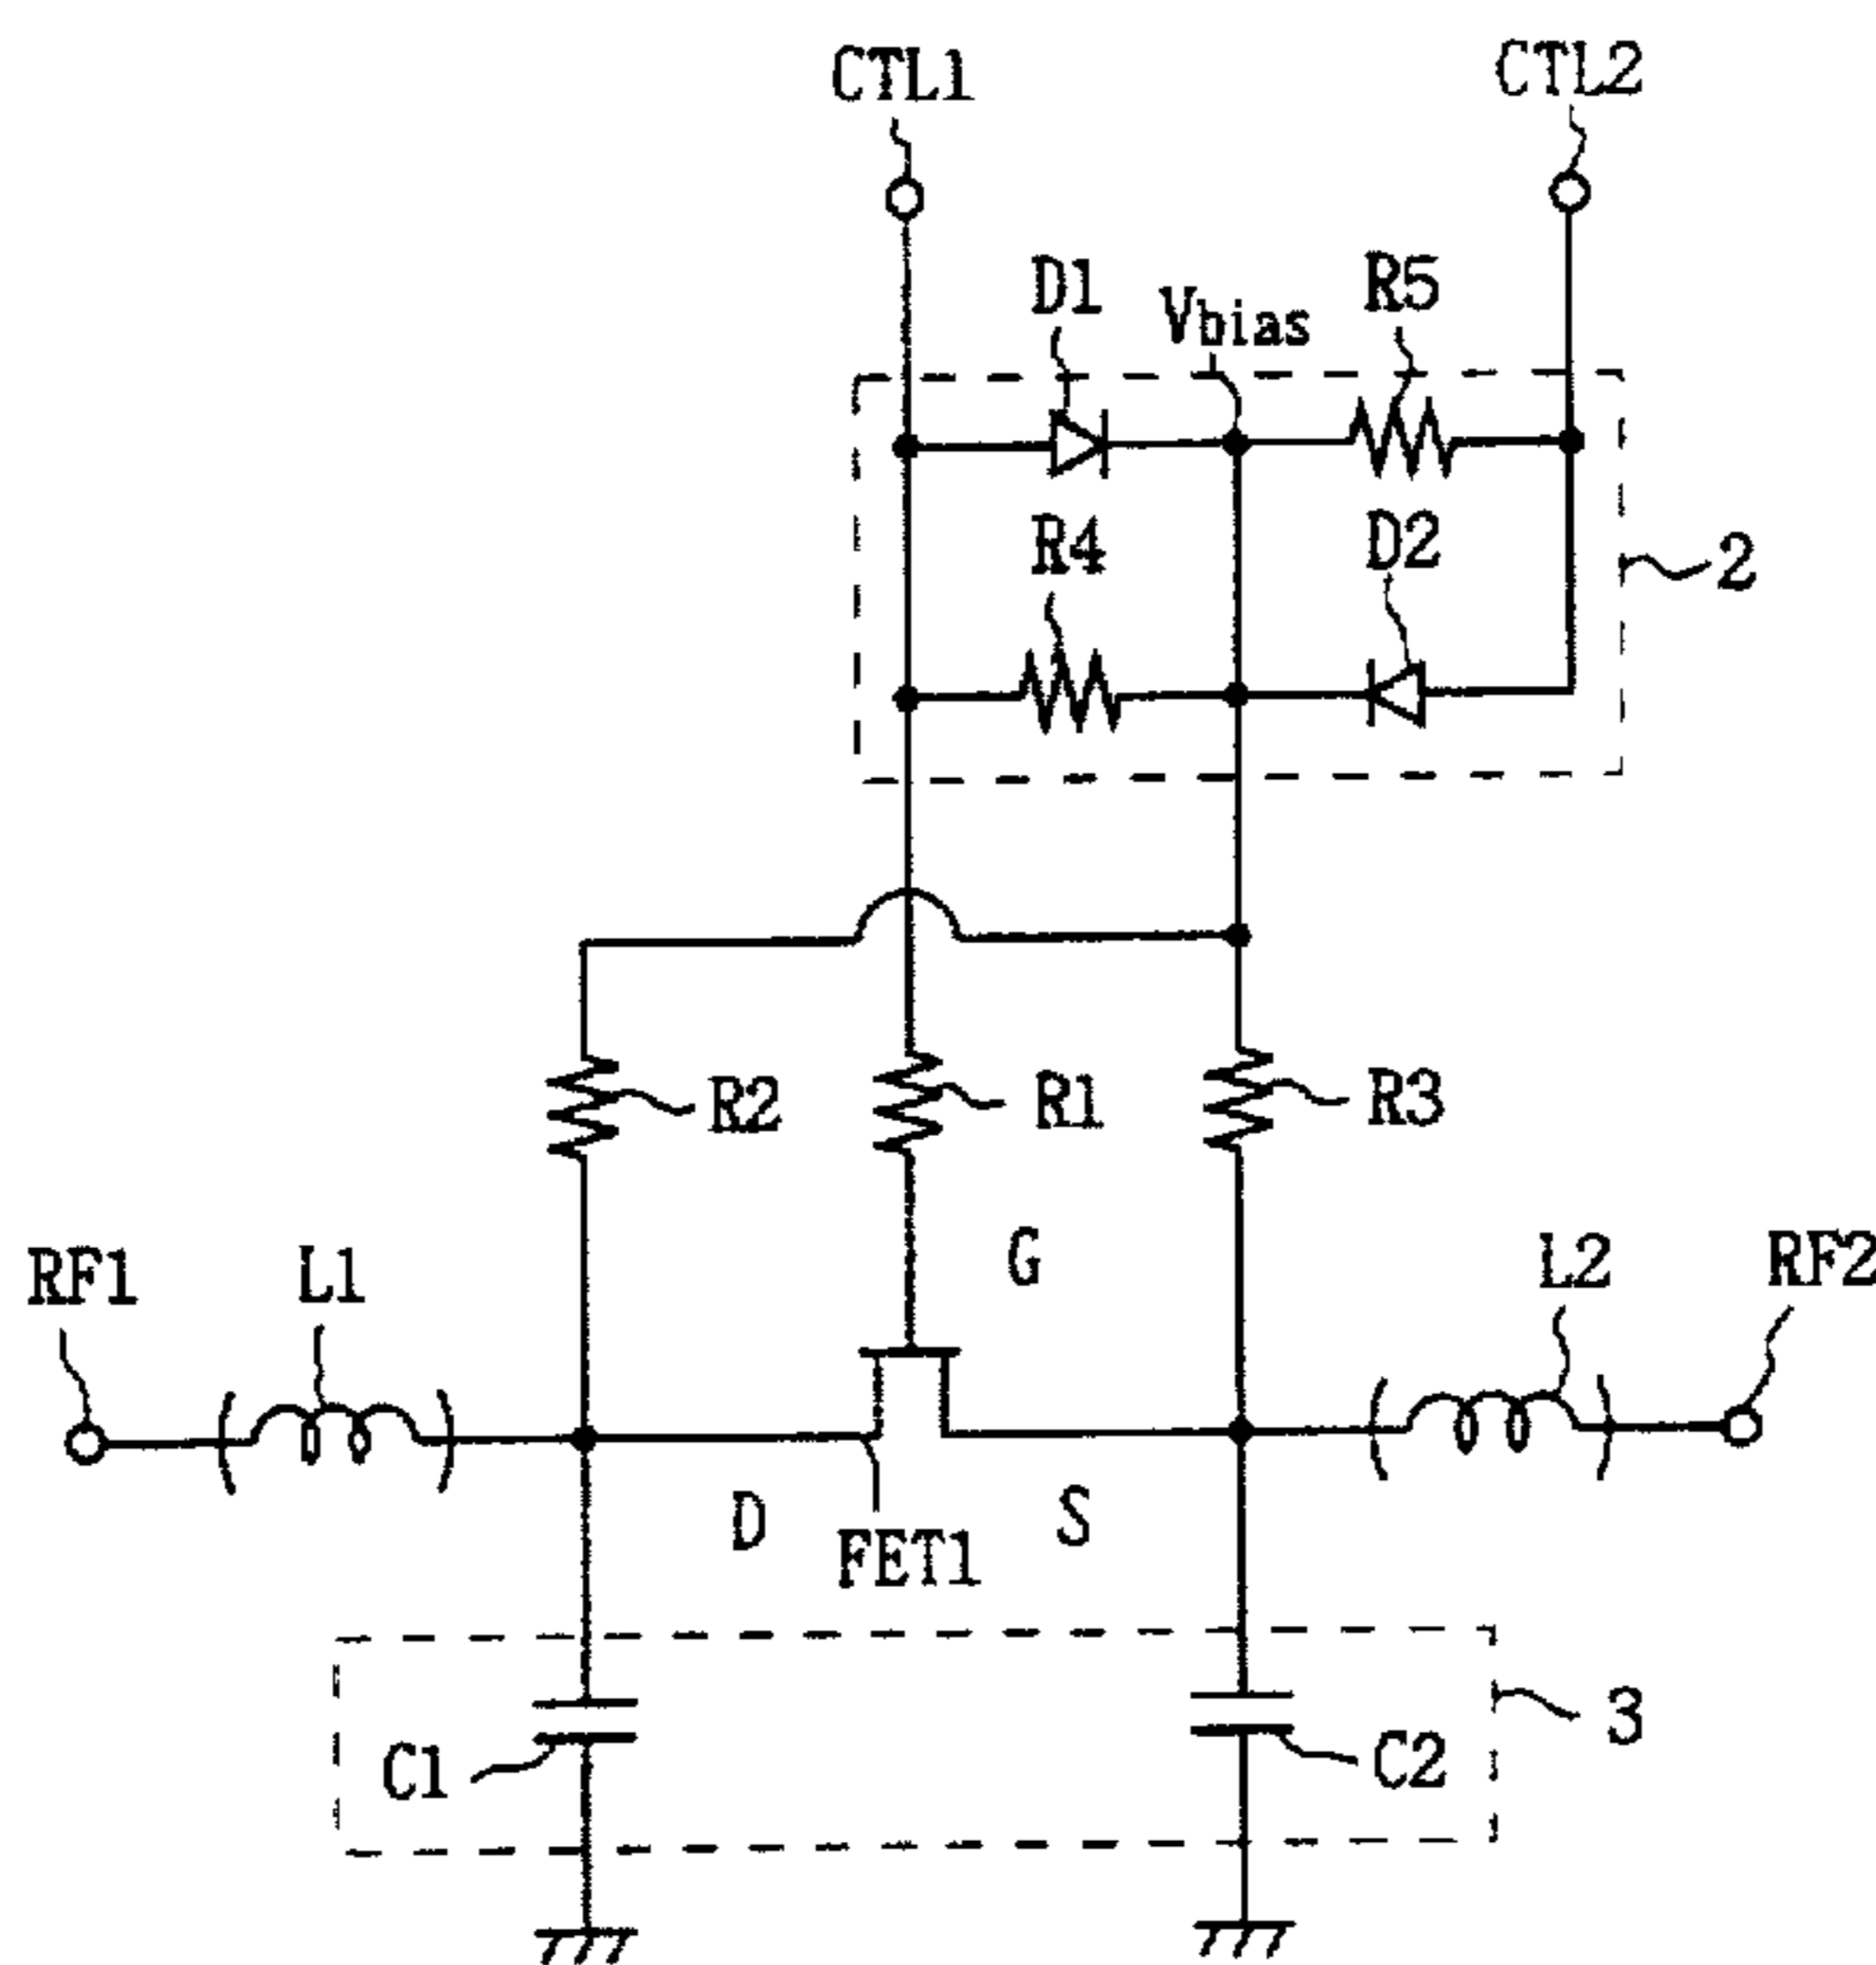 CTL1
CTL2
D1
Vbias
R5
R4
D2
2
R2
R1
R3
G
RF1
L1
L2
RF2
D
S
FET1
C1
C2
3